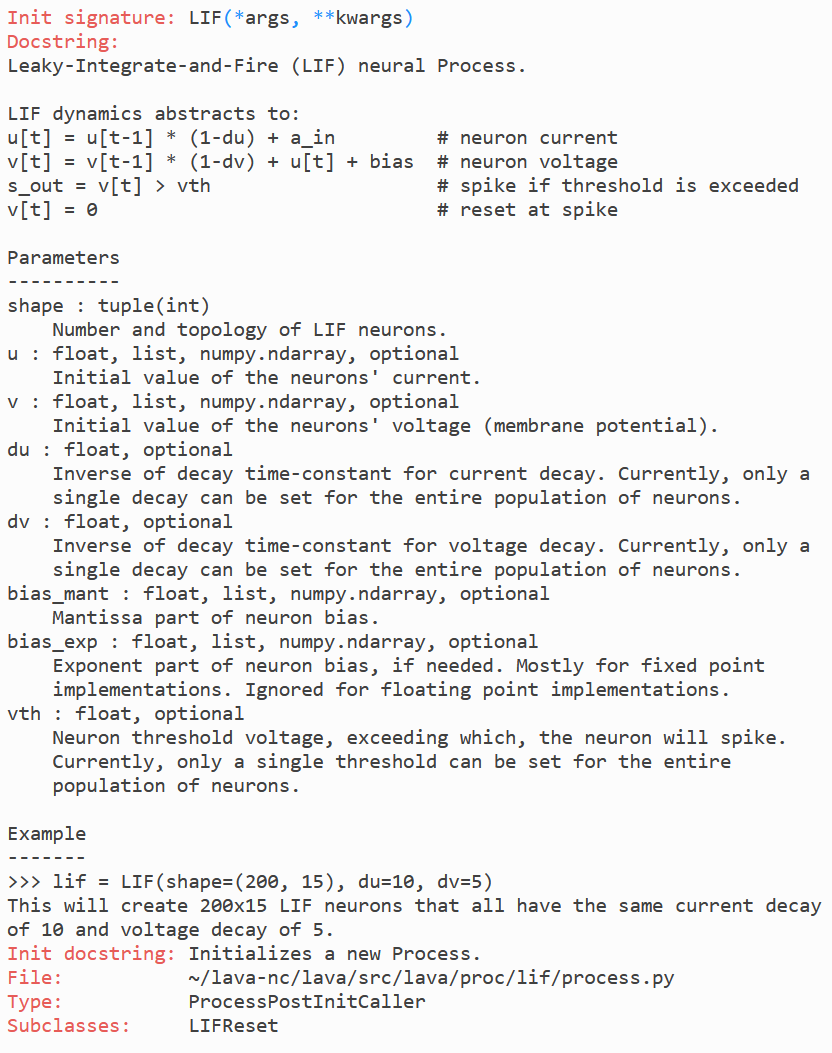 Init signature: LIF(*args, **kwargs)
Docstring:
Leaky-Integrate-and-Fire (LIF) neural Process.
LIF dynamics abstracts to:
u[t] = u[t-1] * (1-du) + a_in         # neuron current
v[t] = v[t-1] * (1-dv) + u[t] + bias  # neuron voltage
s_out = v[t] > vth                    # spike if threshold is exceeded
v[t] = 0                              # reset at spike
Parameters
----------
shape : tuple(int)
    Number and topology of LIF neurons.
u : float, list, numpy.ndarray, optional
    Initial value of the neurons' current.
v : float, list, numpy.ndarray, optional
    Initial value of the neurons' voltage (membrane potential).
du : float, optional
    Inverse of decay time-constant for current decay. Currently, only a
    single decay can be set for the entire population of neurons.
dv : float, optional
    Inverse of decay time-constant for voltage decay. Currently, only a
    single decay can be set for the entire population of neurons.
bias_mant : float, list, numpy.ndarray, optional
    Mantissa part of neuron bias.
bias_exp : float, list, numpy.ndarray, optional
    Exponent part of neuron bias, if needed. Mostly for fixed point
    implementations. Ignored for floating point implementations.
vth : float, optional
    Neuron threshold voltage, exceeding which, the neuron will spike.
    Currently, only a single threshold can be set for the entire
    population of neurons.
Example
-------
>>> lif = LIF(shape=(200, 15), du=10, dv=5)
This will create 200x15 LIF neurons that all have the same current decay
of 10 and voltage decay of 5.
Init docstring: Initializes a new Process.
File:           ~/lava-nc/lava/src/lava/proc/lif/process.py
Type:           ProcessPostInitCaller
Subclasses:     LIFReset